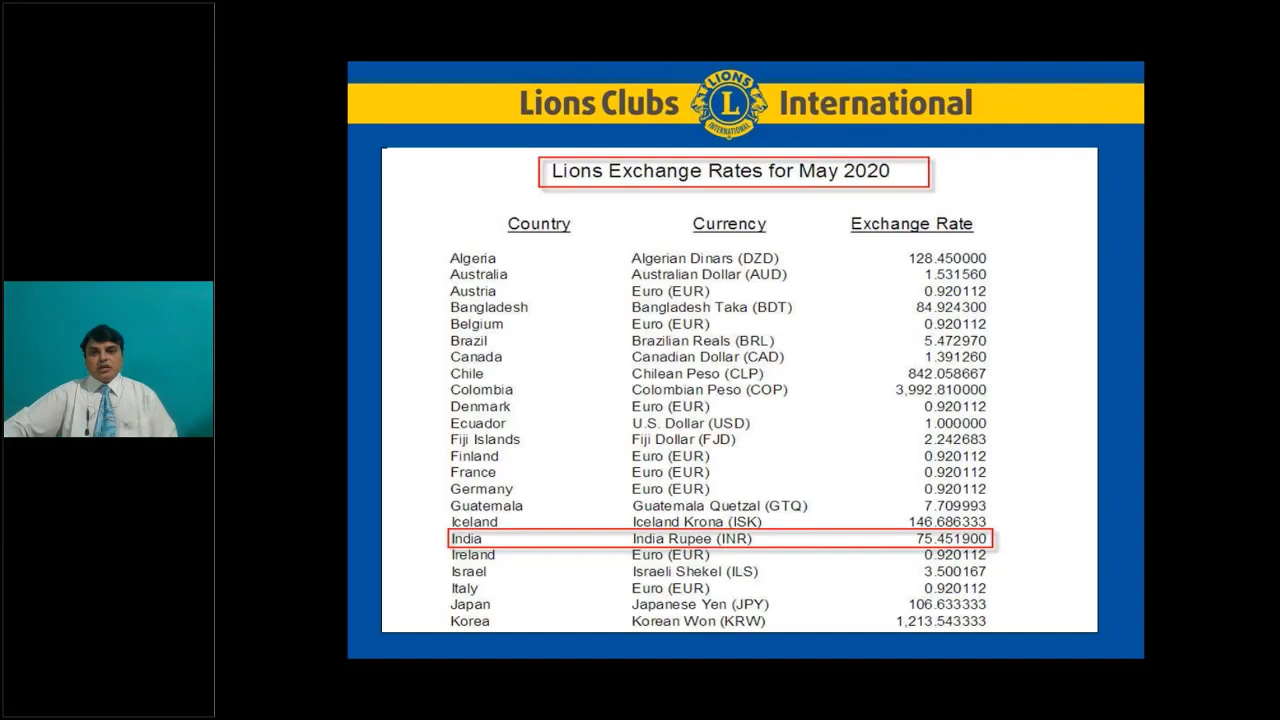 Lions Clubs International
LIONS
L
INTERNATIONAL
Lions Exchange Rates for May 2020
Country Currency Exchange Rate
Algeria Algerian Dinars (DZD) 128.450000
Australia Australian Dollar (AUD) 1.531560
Austria Euro (EUR) 0.920112
Bangladesh Bangladesh Taka (BDT) 84.924300
Belgium Euro (EUR) 0.920112
Brazil Brazilian Reals (BRL) 5.472970
Canada Canadian Dollar (CAD) 1.391260
Chile Chilean Peso (CLP) 842.058667
Colombia Colombian Peso (COP) 3,992.810000
Denmark Euro (EUR) 0.920112
Ecuador U.S. Dollar (USD) 1.000000
Fiji Islands Fiji Dollar (FJD) 2.242683
Finland Euro (EUR) 0.920112
France Euro (EUR) 0.920112
Germany Euro (EUR) 0.920112
Guatemala Guatemala Quetzal (GTQ) 7.709993
Iceland Iceland Krona (ISK) 146.686333
India India Rupee (INR) 75.451900
Ireland Euro (EUR) 0.920112
Israel Israeli Shekel (ILS) 3.500167
Italy Euro (EUR) 0.920112
Japan Japanese Yen (JPY) 106.633333
Korea Korean Won (KRW) 1,213.543333